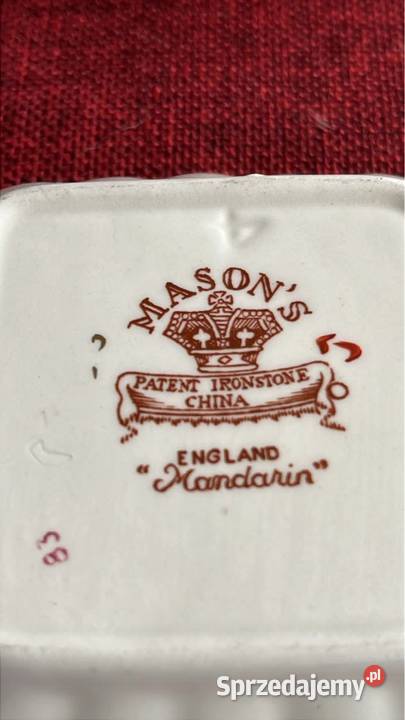 MASON'S
PATENT IRONSTONE
CHINA
ENGLAND
"Mandarin"
83
Sprzedajemy.pl